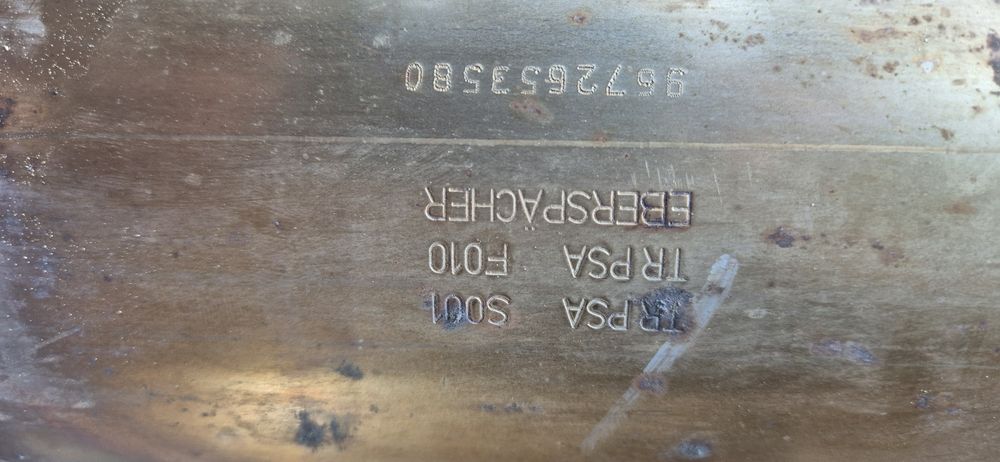 TR PSA S001
TR PSA F010
EBERSPÄCHER
9672653580